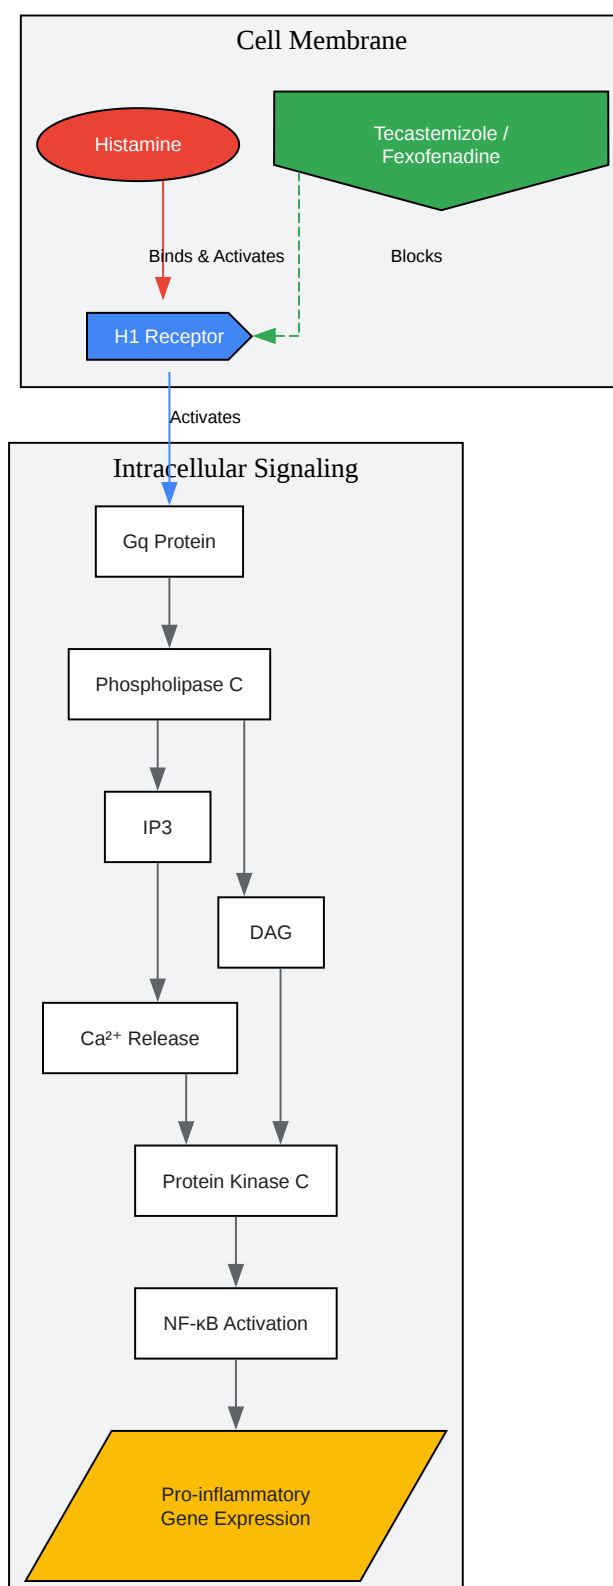 Cell Membrane
Histamine
Tecastemizole /
Fexofenadine
Binds & Activates
Blocks
H1 Receptor
Activates
Intracellular Signaling
Gq Protein
Phospholipase C
IP3
DAG
Ca²⁺ Release
Protein Kinase C
NF-κB Activation
Pro-inflammatory
Gene Expression